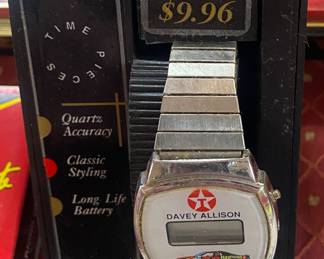 $9.96
TIME PIECES
Quartz
Accuracy
Classic
Styling
Long Life
Battery
T
DAVEY ALLISON